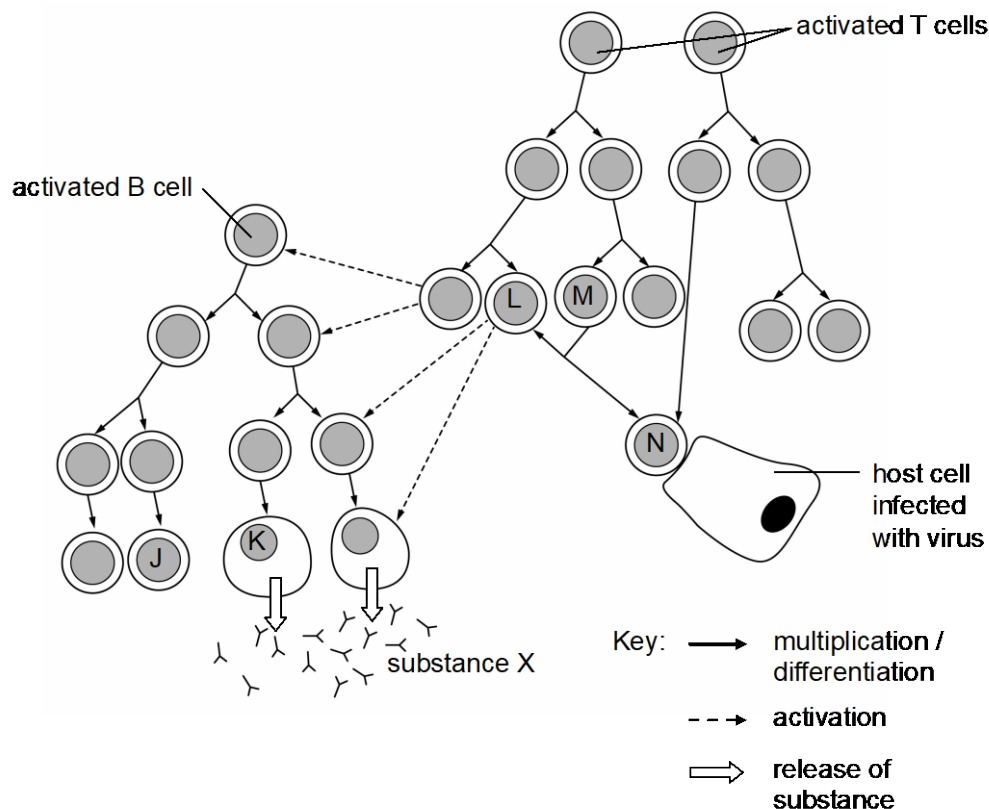 activated T cells
activated B cell
L
M
N
host cell
infected
with virus
J
K
substance X
Key:
multiplication /
differentiation
activation
release of
substance